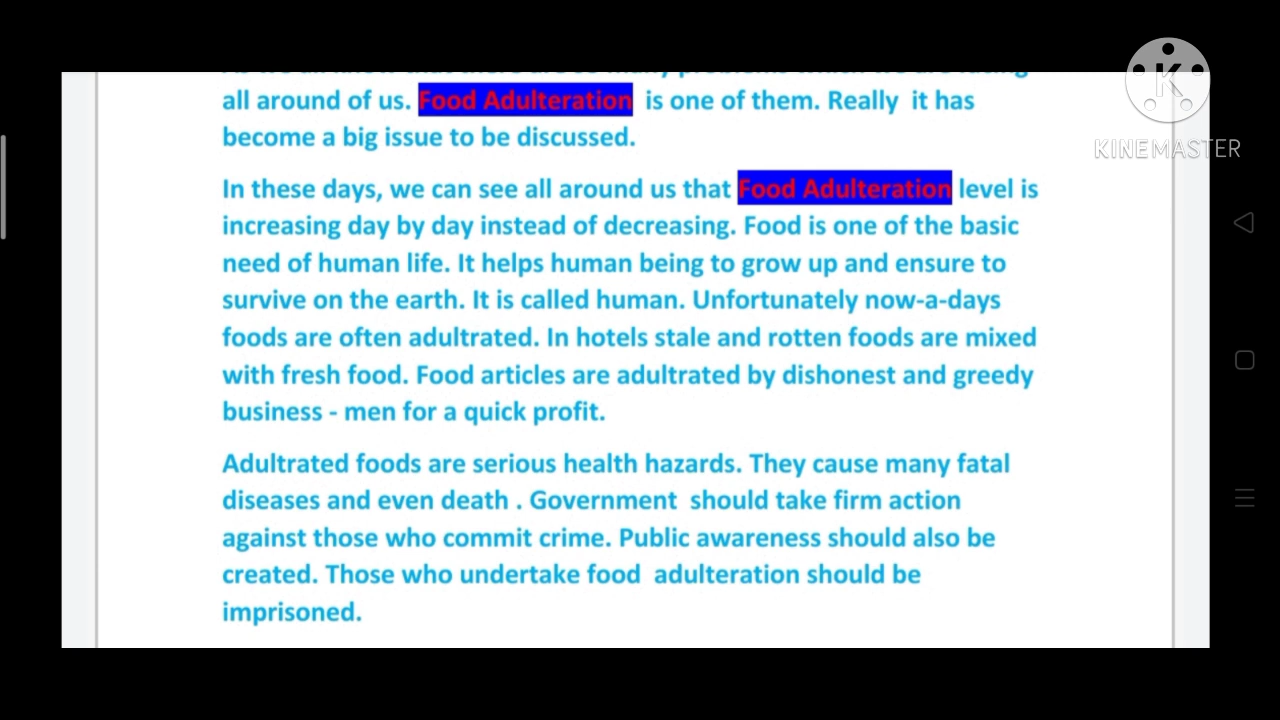 all around of us. Food Adulteration is one of them. Really it has
become a big issue to be discussed.
In these days, we can see all around us that Food Adulteration level is
increasing day by day instead of decreasing. Food is one of the basic
need of human life. It helps human being to grow up and ensure to
survive on the earth. It is called human. Unfortunately now-a-days
foods are often adultrated. In hotels stale and rotten foods are mixed
with fresh food. Food articles are adultrated by dishonest and greedy
business - men for a quick profit.
Adultrated foods are serious health hazards. They cause many fatal
diseases and even death . Government should take firm action
against those who commit crime. Public awareness should also be
created. Those who undertake food adulteration should be
imprisoned.
K
KINEMASTER